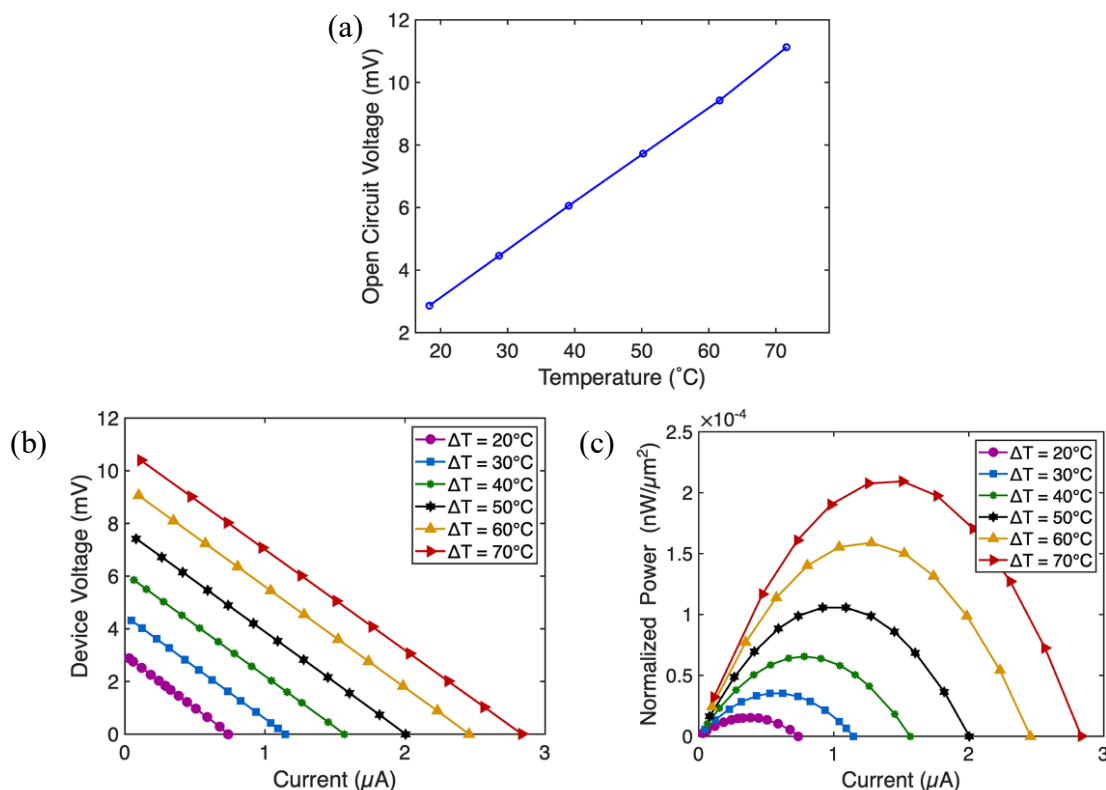 (a)
12
10
8
6
4
2
Open Circuit Voltage (mV)
20 30 40 50 60 70
Temperature (˚C)
(b)
12
10
8
6
4
2
0
Device Voltage (mV)
0 1 2 3
Current (µA)
ΔT = 20°C
ΔT = 30°C
ΔT = 40°C
ΔT = 50°C
ΔT = 60°C
ΔT = 70°C
(c)
×10⁻⁴
2.5
2
1.5
1
0.5
0
Normalized Power (nW/µm²)
0 1 2 3
Current (µA)
ΔT = 20°C
ΔT = 30°C
ΔT = 40°C
ΔT = 50°C
ΔT = 60°C
ΔT = 70°C